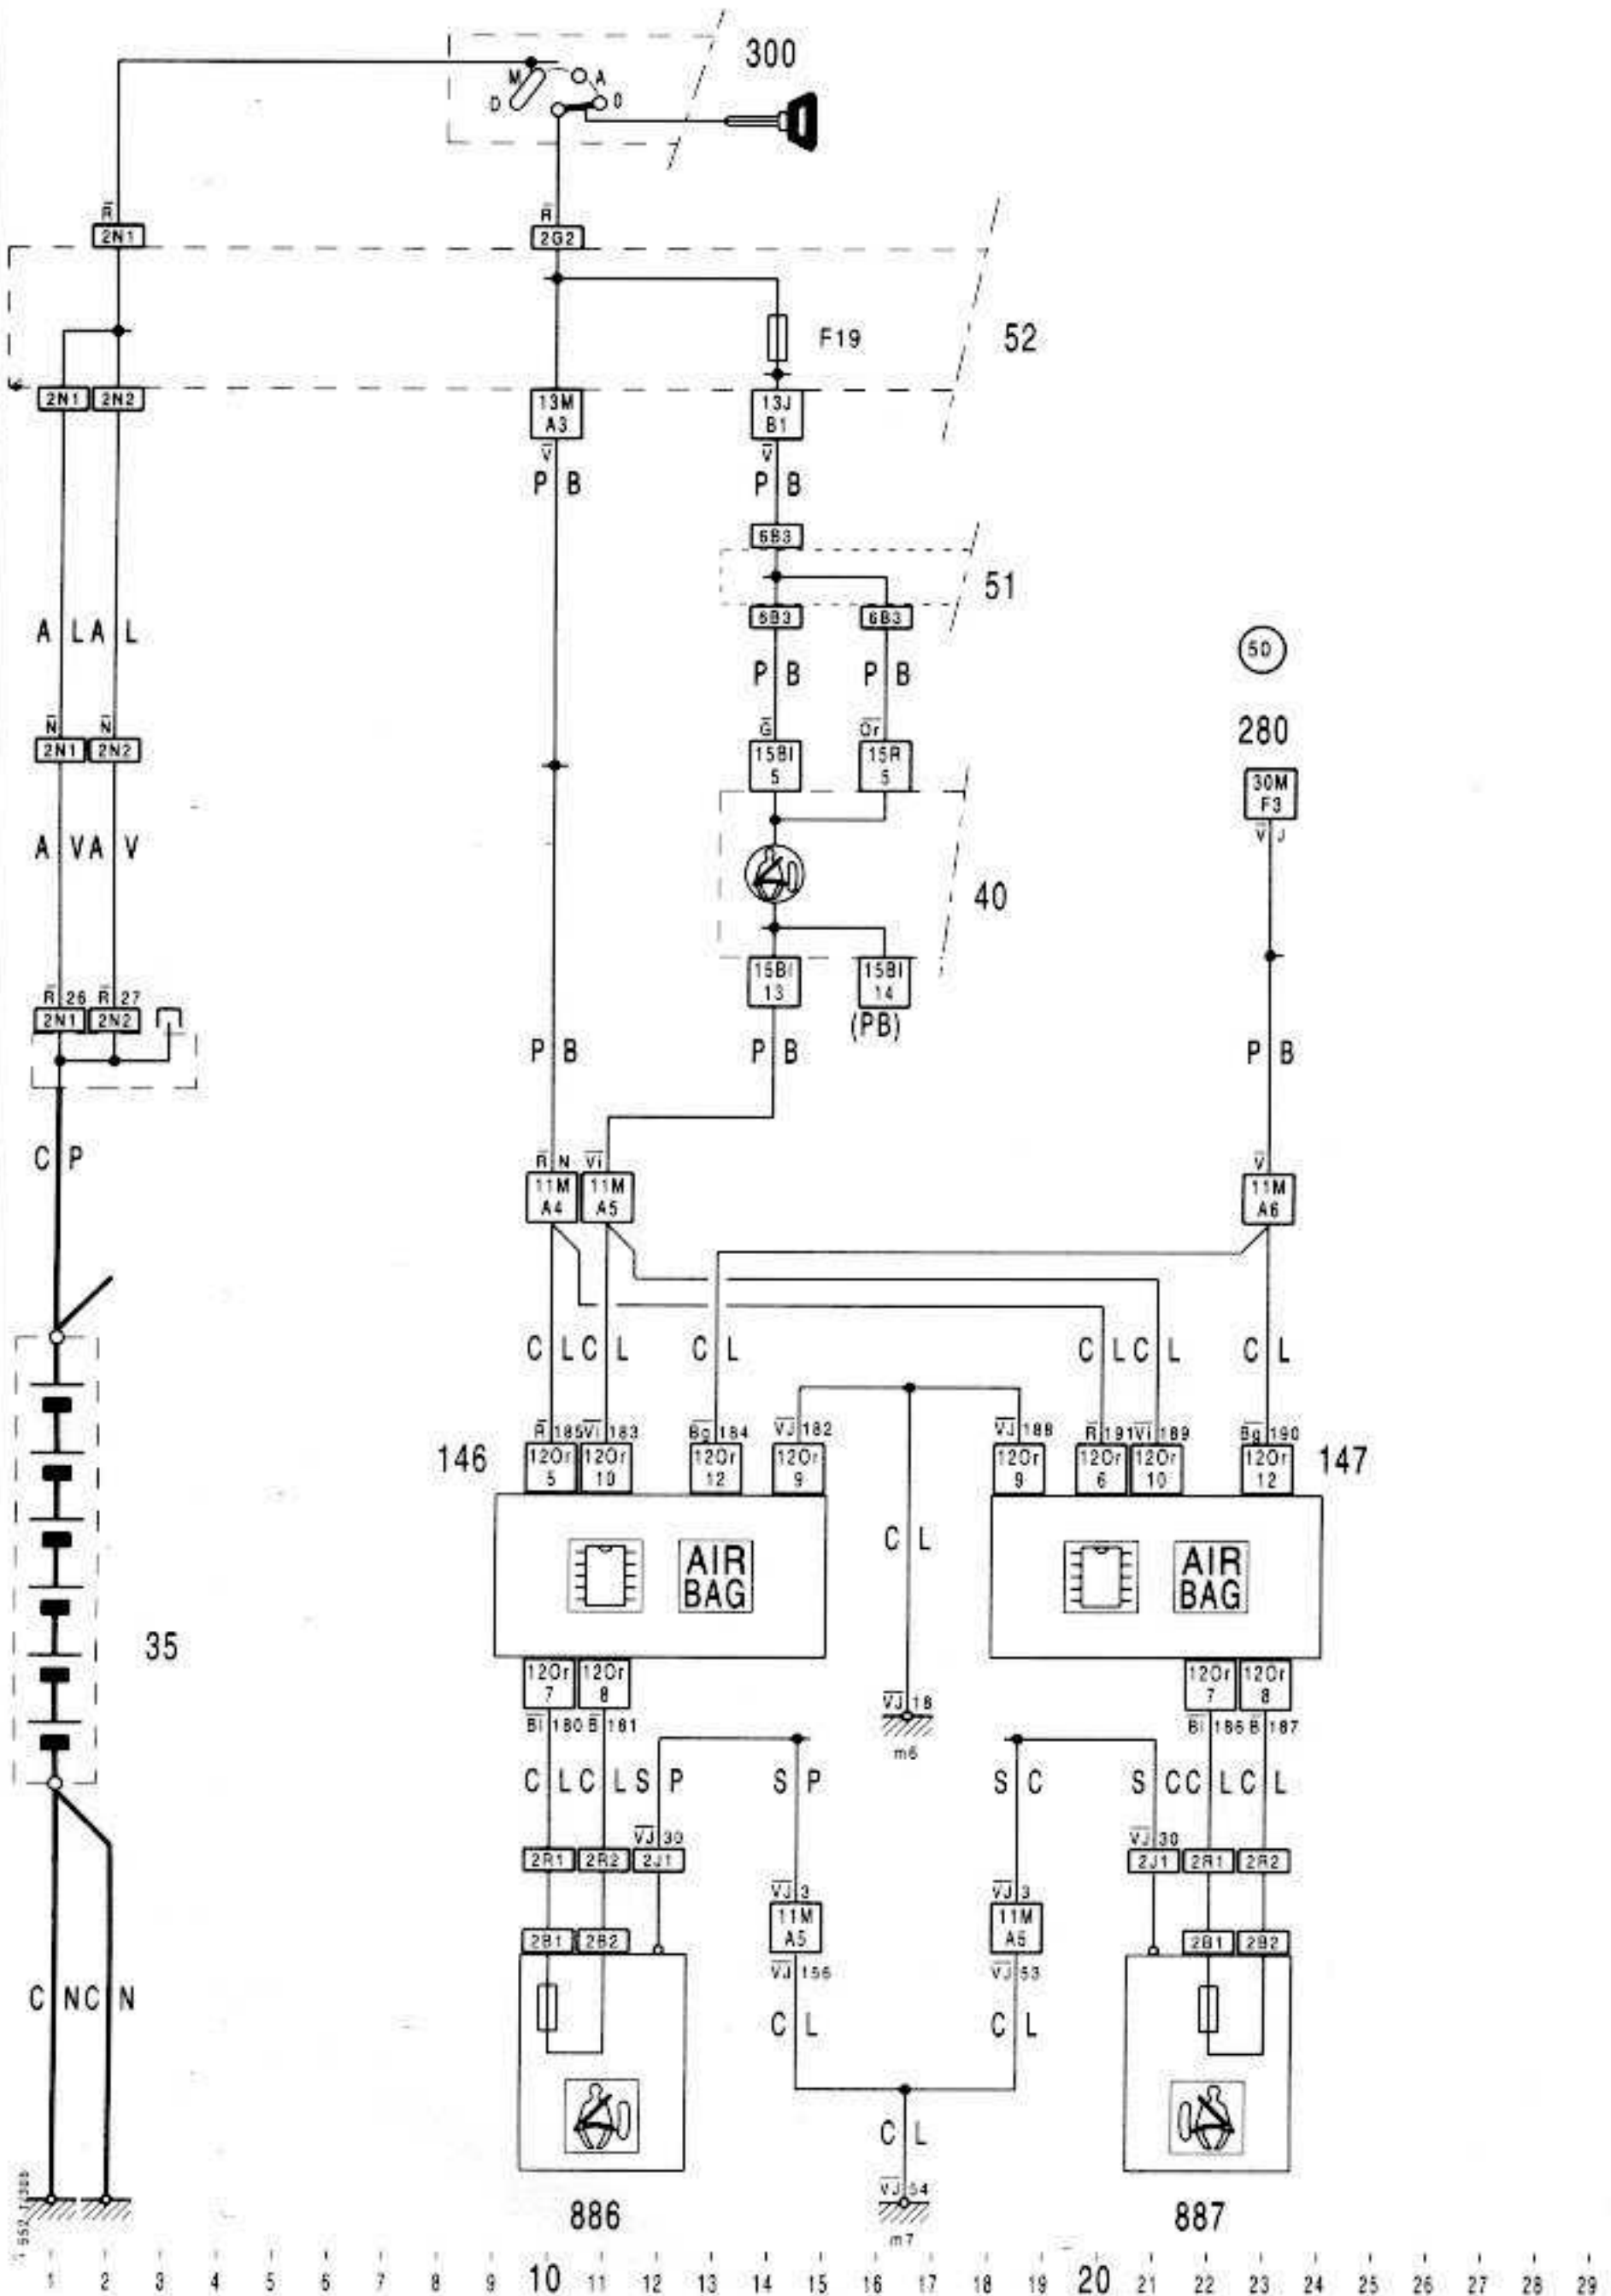 300
M
A
D
D
R
2N1
R
2G2
F19
52
2N1
2N2
13M
A3
13J
B1
V
V
P B
P B
6B3
51
6B3
6B3
A L A L
P B
P B
50
280
N
N
2N1
2N2
G
Or
15BI
5
15R
5
30M
F3
V J
A V A V
40
15BI
13
15BI
14
(PB)
R 26
R 27
2N1
2N2
P B
P B
P B
C P
R N
Vi
V
11M
A4
11M
A5
11M
A6
C L C L
C L
C L C L
C L
146
R 185
Vi 183
Bg 184
VJ 182
VJ 188
R 191
Vi 189
Bg 190
147
12Or
5
12Or
10
12Or
12
12Or
9
12Or
9
12Or
6
12Or
10
12Or
12
C L
AIR
BAG
AIR
BAG
35
12Or
7
12Or
8
12Or
7
12Or
8
VJ 18
m6
BI 180
B 181
BI 186
B 187
C L C L S P
S P
S C
S C C L C L
VJ 30
VJ 30
2R1
2R2
2J1
2J1
2R1
2R2
VJ 3
VJ 3
11M
A5
11M
A6
2B1
2B2
2B1
2B2
VJ 156
VJ 53
C N C N
C L
C L
C L
VJ 54
m7
886
887
1 2 3 4 5 6 7 8 9 10 11 12 13 14 15 16 17 18 19 20 21 22 23 24 25 26 27 28 29